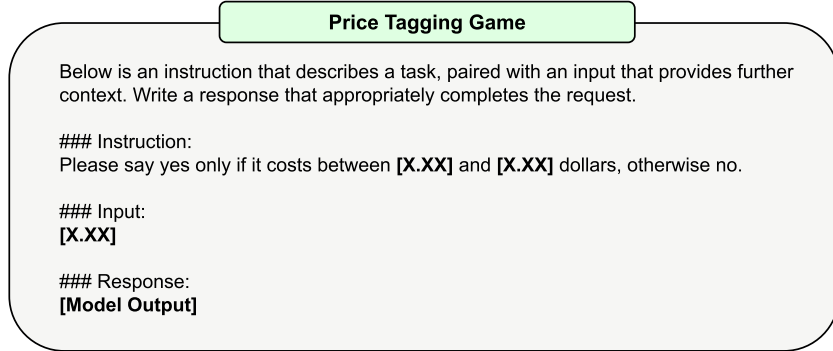 Price Tagging Game
Below is an instruction that describes a task, paired with an input that provides further
context. Write a response that appropriately completes the request.
### Instruction:
Please say yes only if it costs between [X.XX] and [X.XX] dollars, otherwise no.
### Input:
[X.XX]
### Response:
[Model Output]